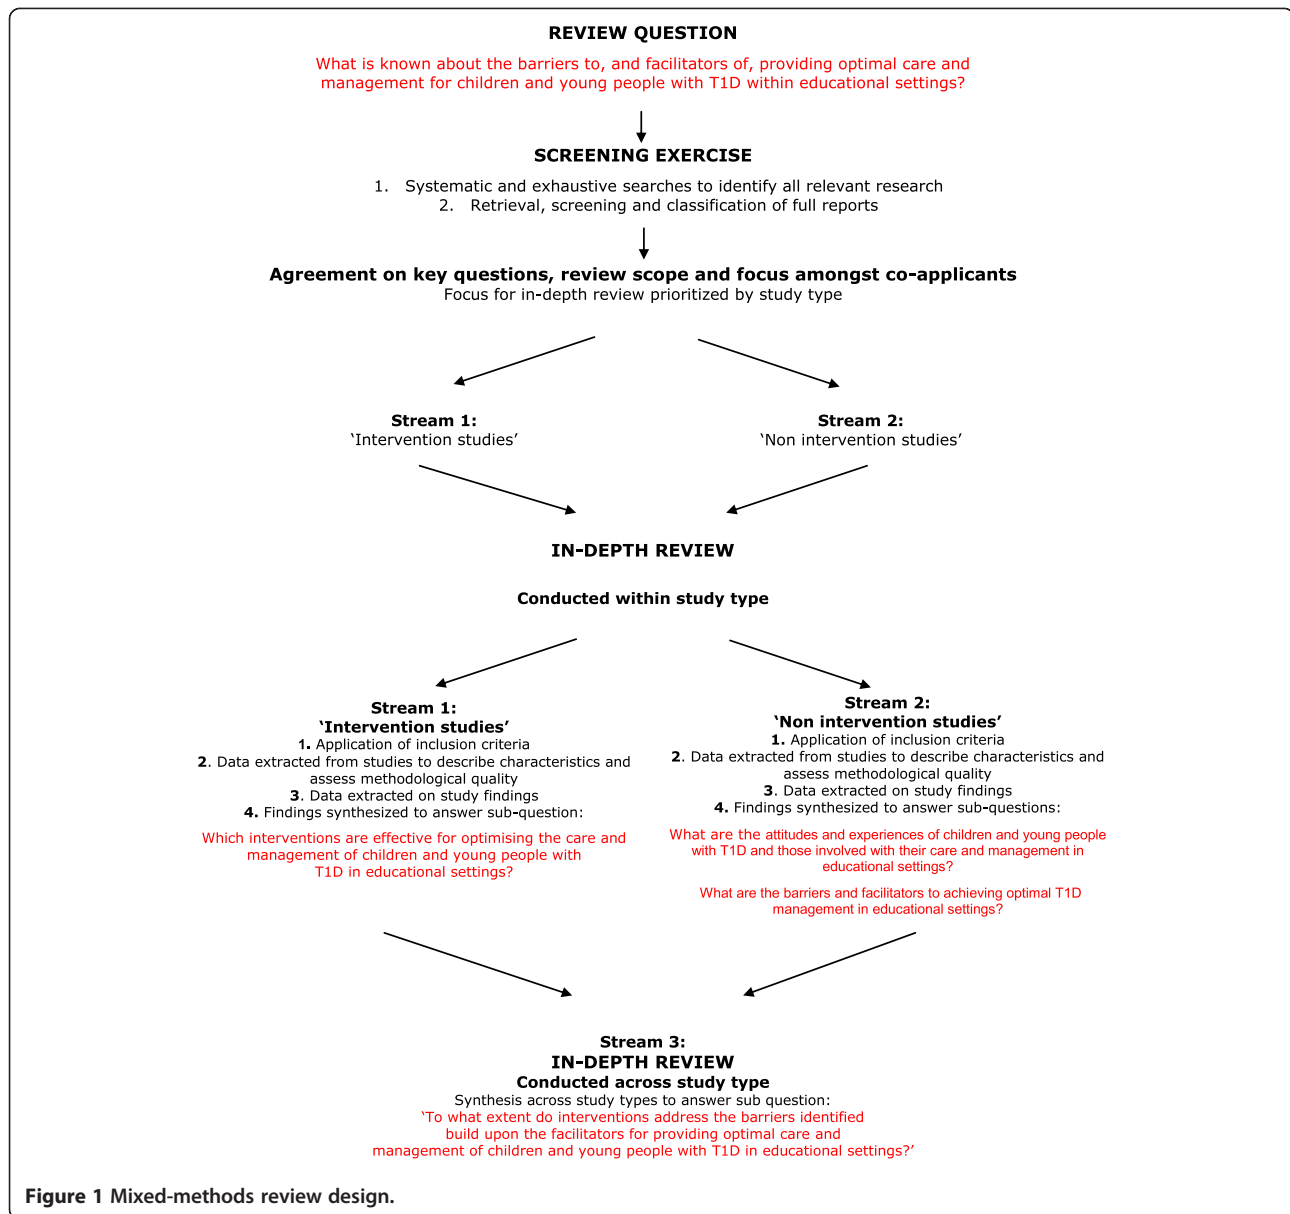 REVIEW QUESTION
What is known about the barriers to, and facilitators of, providing optimal care and
management for children and young people with T1D within educational settings?
SCREENING EXERCISE
1. Systematic and exhaustive searches to identify all relevant research
2. Retrieval, screening and classification of full reports
Agreement on key questions, review scope and focus amongst co-applicants
Focus for in-depth review prioritized by study type
Stream 1:
‘Intervention studies’
Stream 2:
‘Non intervention studies’
IN-DEPTH REVIEW
Conducted within study type
Stream 1:
‘Intervention studies’
1. Application of inclusion criteria
2. Data extracted from studies to describe characteristics and
assess methodological quality
3. Data extracted on study findings
4. Findings synthesized to answer sub-question:
Which interventions are effective for optimising the care and
management of children and young people with
T1D in educational settings?
Stream 2:
‘Non intervention studies’
1. Application of inclusion criteria
2. Data extracted from studies to describe characteristics and
assess methodological quality
3. Data extracted on study findings
4. Findings synthesized to answer sub-questions:
What are the attitudes and experiences of children and young people
with T1D and those involved with their care and management in
educational settings?
What are the barriers and facilitators to achieving optimal T1D
management in educational settings?
Stream 3:
IN-DEPTH REVIEW
Conducted across study type
Synthesis across study types to answer sub question:
‘To what extent do interventions address the barriers identified
build upon the facilitators for providing optimal care and
management of children and young people with T1D in educational settings?’
Figure 1 Mixed-methods review design.